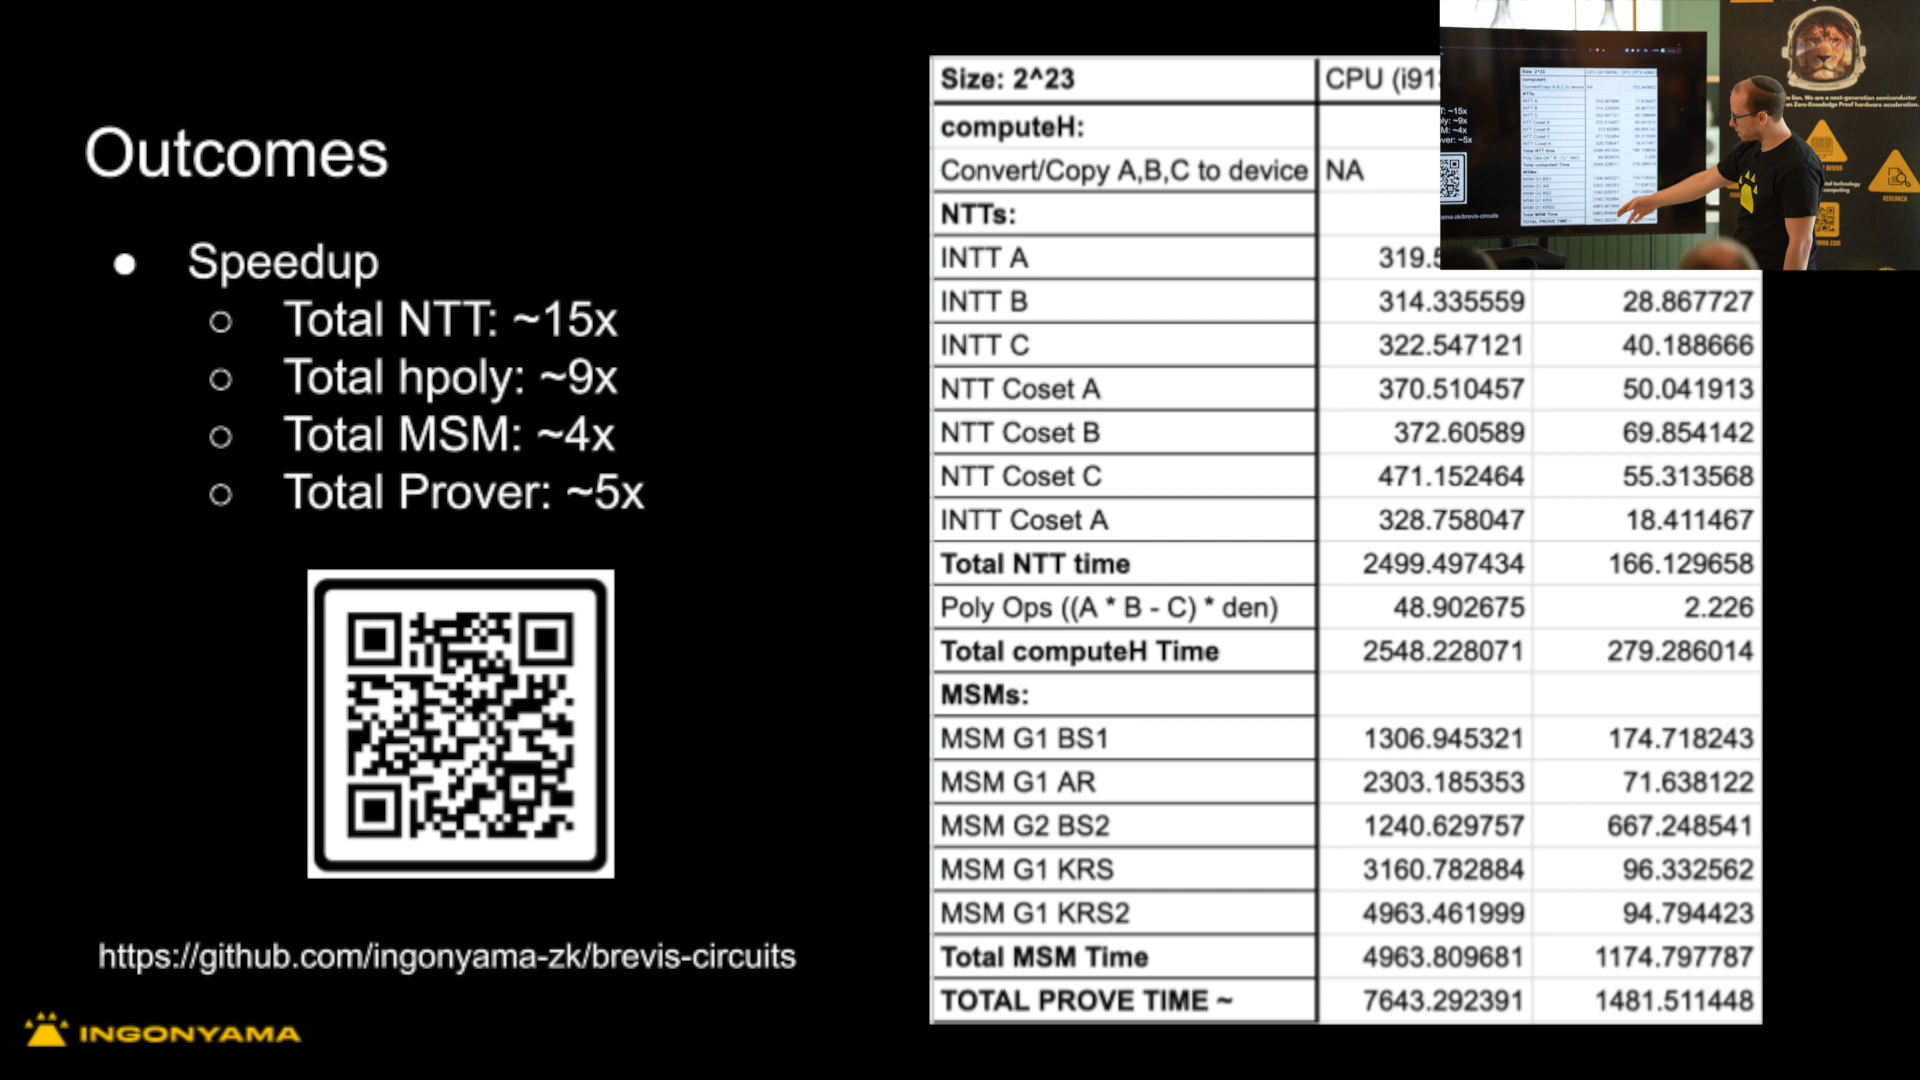 Outcomes
● Speedup
○ Total NTT: ~15x
○ Total hpoly: ~9x
○ Total MSM: ~4x
○ Total Prover: ~5x
https://github.com/ingonyama-zk/brevis-circuits
INGONYAMA
Size: 2^23 CPU (i913
computeH:
Convert/Copy A,B,C to device NA
NTTs:
INTT A 319.5
INTT B 314.335559 28.867727
INTT C 322.547121 40.188666
NTT Coset A 370.510457 50.041913
NTT Coset B 372.60589 69.854142
NTT Coset C 471.152464 55.313568
INTT Coset A 328.758047 18.411467
Total NTT time 2499.497434 166.129658
Poly Ops ((A * B - C) * den) 48.902675 2.226
Total computeH Time 2548.228071 279.286014
MSMs:
MSM G1 BS1 1306.945321 174.718243
MSM G1 AR 2303.185353 71.638122
MSM G2 BS2 1240.629757 667.248541
MSM G1 KRS 3160.782884 96.332562
MSM G1 KRS2 4963.461999 94.794423
Total MSM Time 4963.809681 1174.797787
TOTAL PROVE TIME ~ 7643.292391 1481.511448
RESEARCH